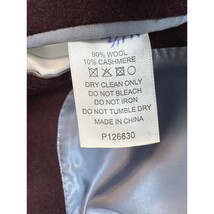 90% WOOL
10% CASHMERE
DRY CLEAN ONLY
DO NOT BLEACH
DO NOT IRON
DO NOT TUMBLE DRY
MADE IN CHINA
P126630